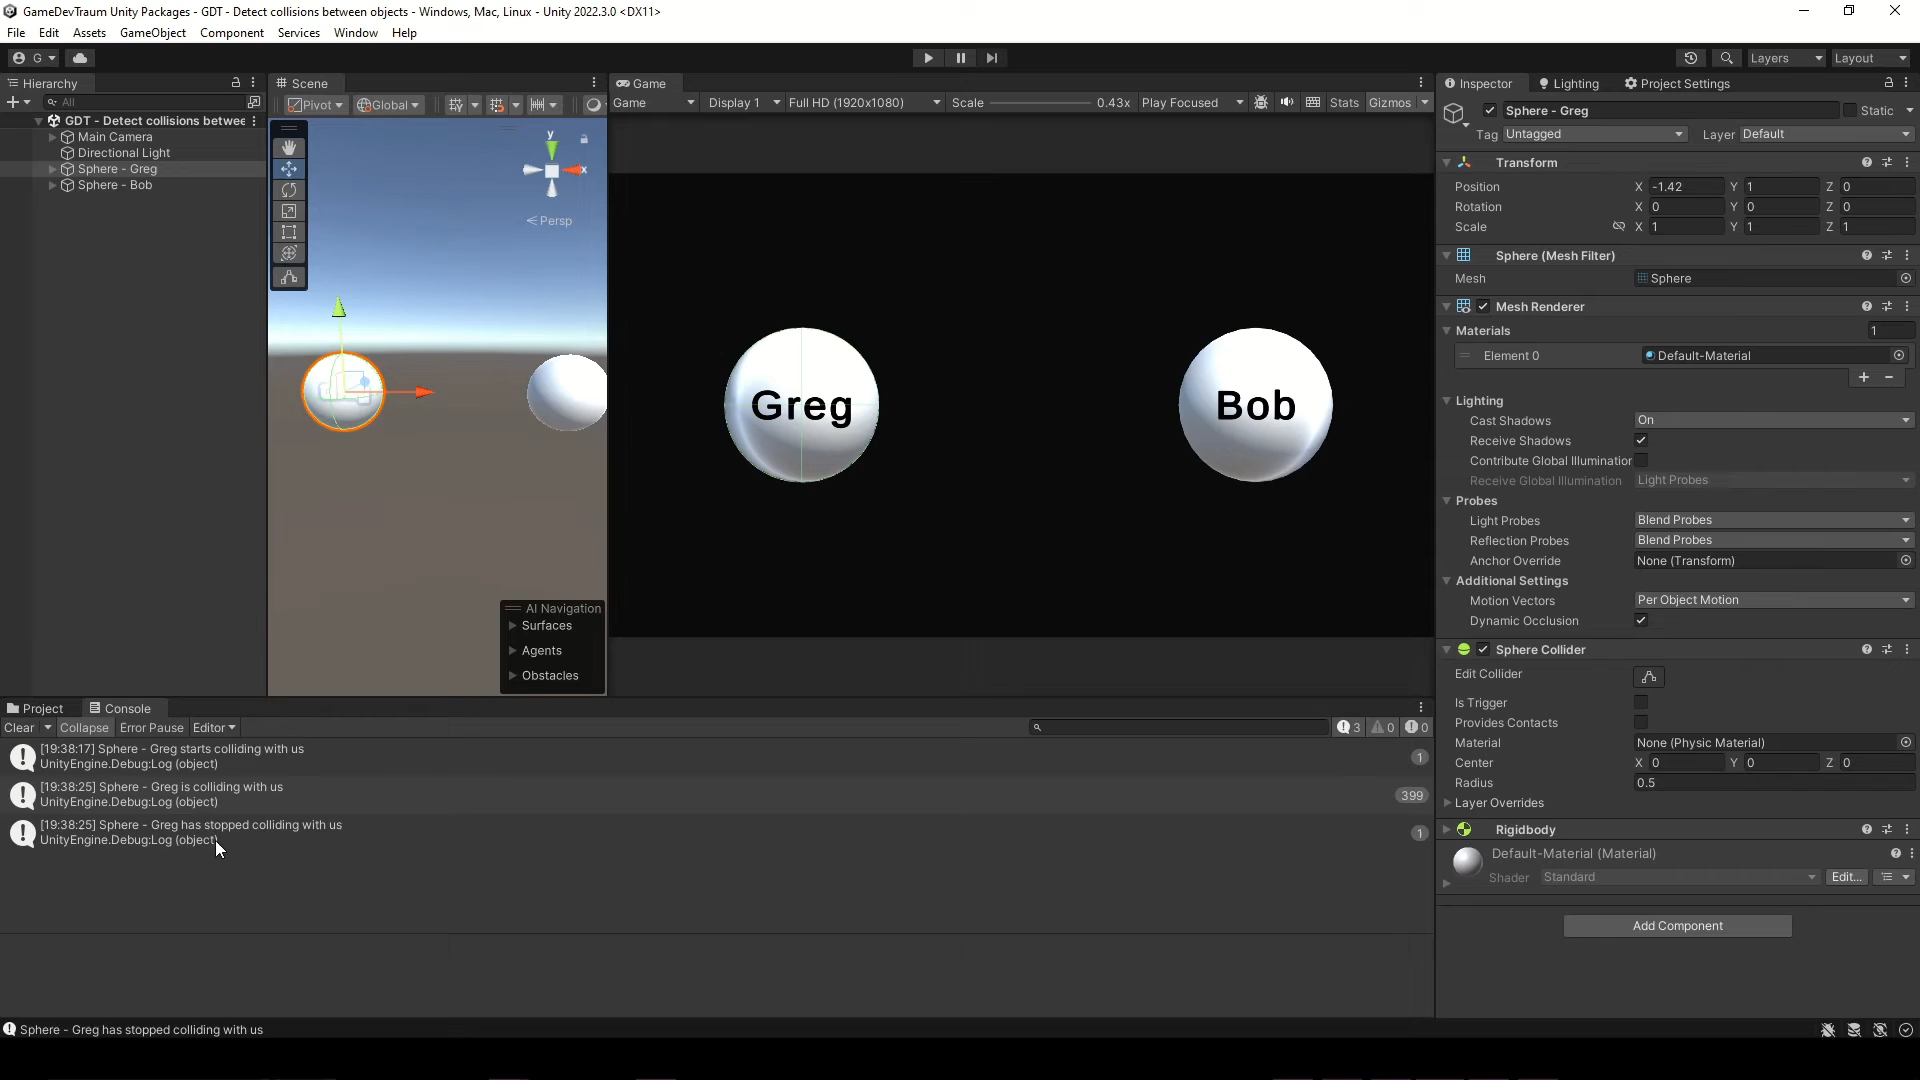 GameDevTraum Unity Packages - GDT - Detect collisions between objects - Windows, Mac, Linux - Unity 2022.3.0 <DX11>
File Edit Assets GameObject Component Services Window Help
G
Layers
Layout
Hierarchy
All
GDT - Detect collisions betwee
Main Camera
Directional Light
Sphere - Greg
Sphere - Bob
Scene
Pivot
Global
y
x
Persp
AI Navigation
Surfaces
Agents
Obstacles
Game
Game Display 1 Full HD (1920x1080) Scale 0.43x Play Focused Stats Gizmos
Greg
Bob
Inspector Lighting Project Settings
Sphere - Greg Static
Tag Untagged Layer Default
Transform
Position X -1.42 Y 1 Z 0
Rotation X 0 Y 0 Z 0
Scale X 1 Y 1 Z 1
Sphere (Mesh Filter)
Mesh Sphere
Mesh Renderer
Materials 1
Element 0 Default-Material
Lighting
Cast Shadows On
Receive Shadows
Contribute Global Illumination
Receive Global Illumination Light Probes
Probes
Light Probes Blend Probes
Reflection Probes Blend Probes
Anchor Override None (Transform)
Additional Settings
Motion Vectors Per Object Motion
Dynamic Occlusion
Sphere Collider
Edit Collider
Is Trigger
Provides Contacts
Material None (Physic Material)
Center X 0 Y 0 Z 0
Radius 0.5
Layer Overrides
Rigidbody
Default-Material (Material)
Shader Standard Edit...
Add Component
Project Console
Clear Collapse Error Pause Editor 3 0 0
[19:38:17] Sphere - Greg starts colliding with us
UnityEngine.Debug:Log (object) 1
[19:38:25] Sphere - Greg is colliding with us
UnityEngine.Debug:Log (object) 399
[19:38:25] Sphere - Greg has stopped colliding with us
UnityEngine.Debug:Log (object) 1
Sphere - Greg has stopped colliding with us